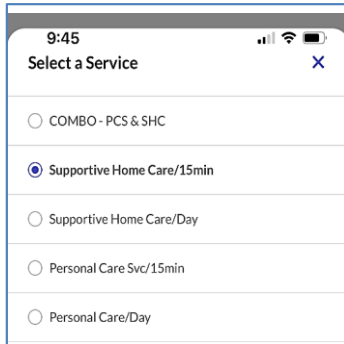 9:45
Select a Service
COMBO - PCS & SHC
Supportive Home Care/15min
Supportive Home Care/Day
Personal Care Svc/15min
Personal Care/Day